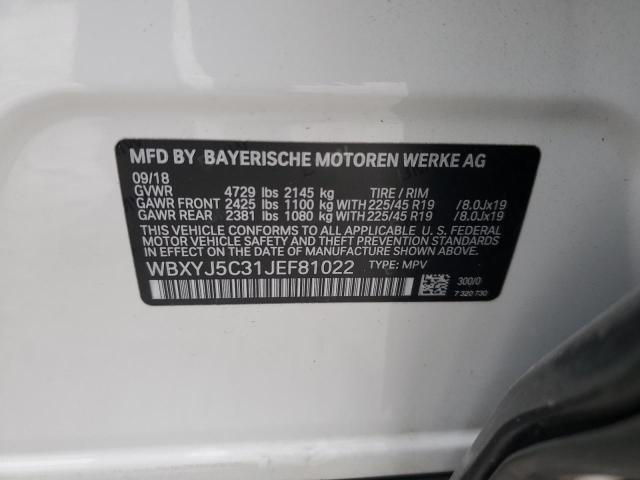 MFD BY BAYERISCHE MOTOREN WERKE AG
09/18
GVWR 4729 lbs 2145 kg TIRE / RIM
GAWR FRONT 2425 lbs 1100 kg WITH 225/45 R19 /8.0Jx19
GAWR REAR 2381 lbs 1080 kg WITH 225/45 R19 /8.0Jx19
THIS VEHICLE CONFORMS TO ALL APPLICABLE U. S. FEDERAL
MOTOR VEHICLE SAFETY, BUMPER, AND THEFT PREVENTION
STANDARDS IN EFFECT ON THE DATE OF MANUFACTURE SHOWN ABOVE.
WBXYJ5C31JEF81022 TYPE: MPV
300/0
7 320 730